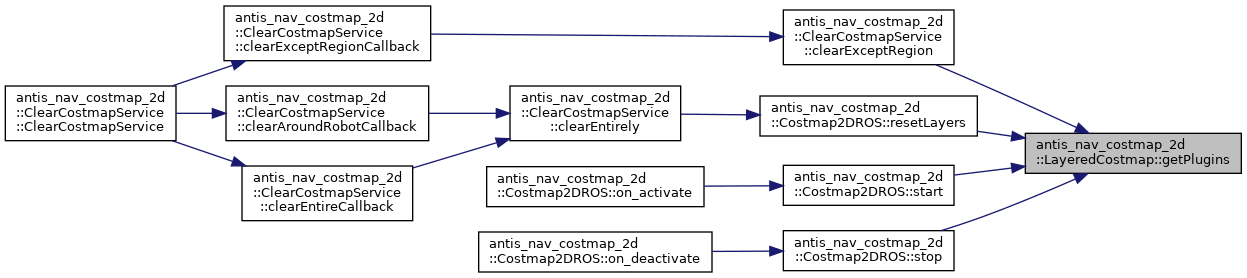 antis_nav_costmap_2d
::ClearCostmapService
::clearExceptRegionCallback
antis_nav_costmap_2d
::ClearCostmapService
::clearExceptRegion
antis_nav_costmap_2d
::ClearCostmapService
::ClearCostmapService
antis_nav_costmap_2d
::ClearCostmapService
::clearAroundRobotCallback
antis_nav_costmap_2d
::ClearCostmapService
::clearEntirely
antis_nav_costmap_2d
::Costmap2DROS::resetLayers
antis_nav_costmap_2d
::LayeredCostmap::getPlugins
antis_nav_costmap_2d
::ClearCostmapService
::clearEntireCallback
antis_nav_costmap_2d
::Costmap2DROS::on_activate
antis_nav_costmap_2d
::Costmap2DROS::start
antis_nav_costmap_2d
::Costmap2DROS::on_deactivate
antis_nav_costmap_2d
::Costmap2DROS::stop